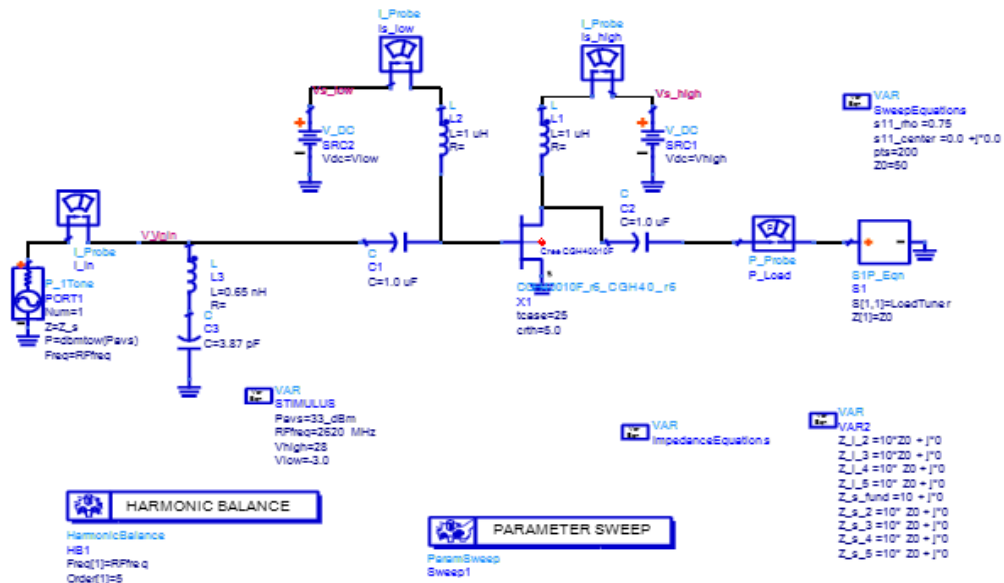 I_Probe
Is_low
I_Probe
Is_high
Vs_low
Vs_high
VAR
SweepEquations
s11_rho =0.75
s11_center =0.0 +j*0.0
pts=200
Z0=50
L
L2
L=1 uH
R=
L
L1
L=1 uH
R=
V_DC
SRC2
Vdc=Vlow
V_DC
SRC1
Vdc=Vhigh
I_Probe
I_in
C
C1
C=1.0 uF
C
C2
C=1.0 uF
Cree CGH40010F
P_Probe
P_Load
S1P_Eqn
S1
S[1,1]=LoadTuner
Z[1]=Z0
P_1Tone
PORT1
Num=1
Z=Z_s
P=dbmtow(Pavs)
Freq=RFfreq
L
L3
L=0.65 nH
R=
C
C3
C=3.87 pF
X1
tcase=25
crth=5.0
VAR
STIMULUS
Pavs=33_dBm
RFfreq=2620 MHz
Vhigh=28
Vlow=-3.0
VAR
ImpedanceEquations
VAR
VAR2
Z_l_2 =10*Z0 + j*0
Z_l_3 =10*Z0 + j*0
Z_l_4 =10* Z0 + j*0
Z_l_5 =10* Z0 + j*0
Z_s_fund =10 + j*0
Z_s_2 =10* Z0 + j*0
Z_s_3 =10* Z0 + j*0
Z_s_4 =10* Z0 + j*0
Z_s_5 =10* Z0 + j*0
HARMONIC BALANCE
HarmonicBalance
HB1
Freq[1]=RFfreq
Order[1]=5
PARAMETER SWEEP
ParamSweep
Sweep1